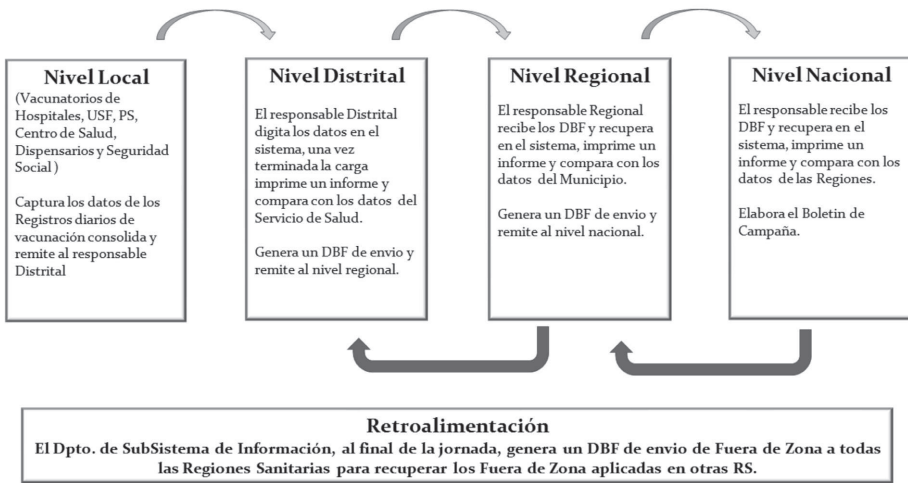 Nivel Local
(Vacunatorios de
Hospitales, USF, PS,
Centro de Salud,
Dispensarios y Seguridad
Social )
Captura los datos de los
Registros diarios de
vacunación consolida y
remite al responsable
Distrital
Nivel Distrital
El responsable Distrital
digita los datos en el
sistema, una vez
terminada la carga
imprime un informe y
compara con los datos del
Servicio de Salud.
Genera un DBF de envio y
remite al nivel regional.
Nivel Regional
El responsable Regional
recibe los DBF y recupera
en el sistema, imprime un
informe y compara con los
datos del Municipio.
Genera un DBF de envio y
remite al nivel nacional.
Nivel Nacional
El responsable recibe los
DBF y recupera en el
sistema, imprime un
informe y compara con los
datos de las Regiones.
Elabora el Boletin de
Campaña.
Retroalimentación
El Dpto. de SubSistema de Información, al final de la jornada, genera un DBF de envio de Fuera de Zona a todas
las Regiones Sanitarias para recuperar los Fuera de Zona aplicadas en otras RS.